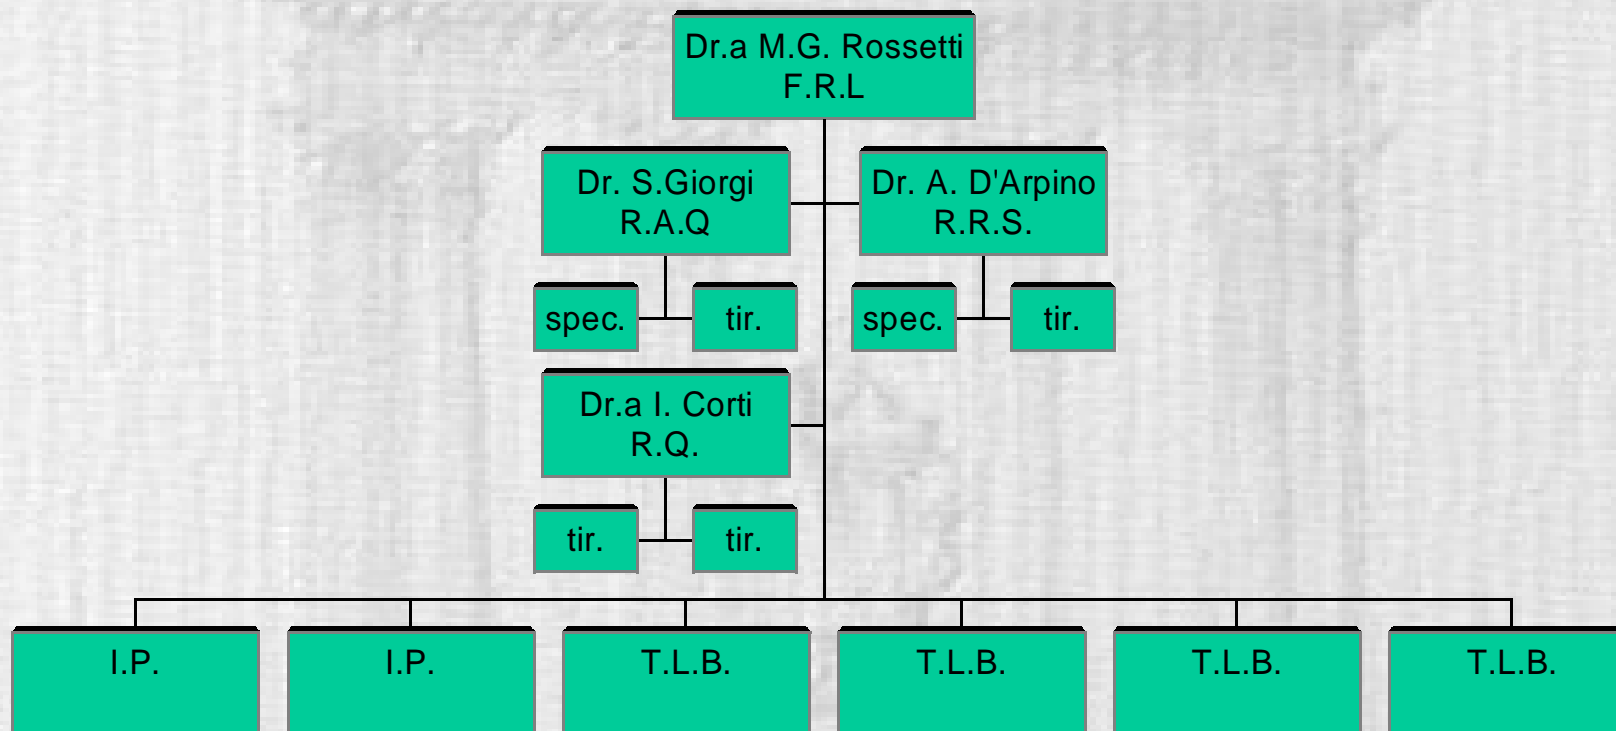 Dr.a M.G. Rossetti
F.R.L
Dr. S.Giorgi
R.A.Q
Dr. A. D'Arpino
R.R.S.
spec.
tir.
spec.
tir.
Dr.a I. Corti
R.Q.
tir.
tir.
I.P.
I.P.
T.L.B.
T.L.B.
T.L.B.
T.L.B.